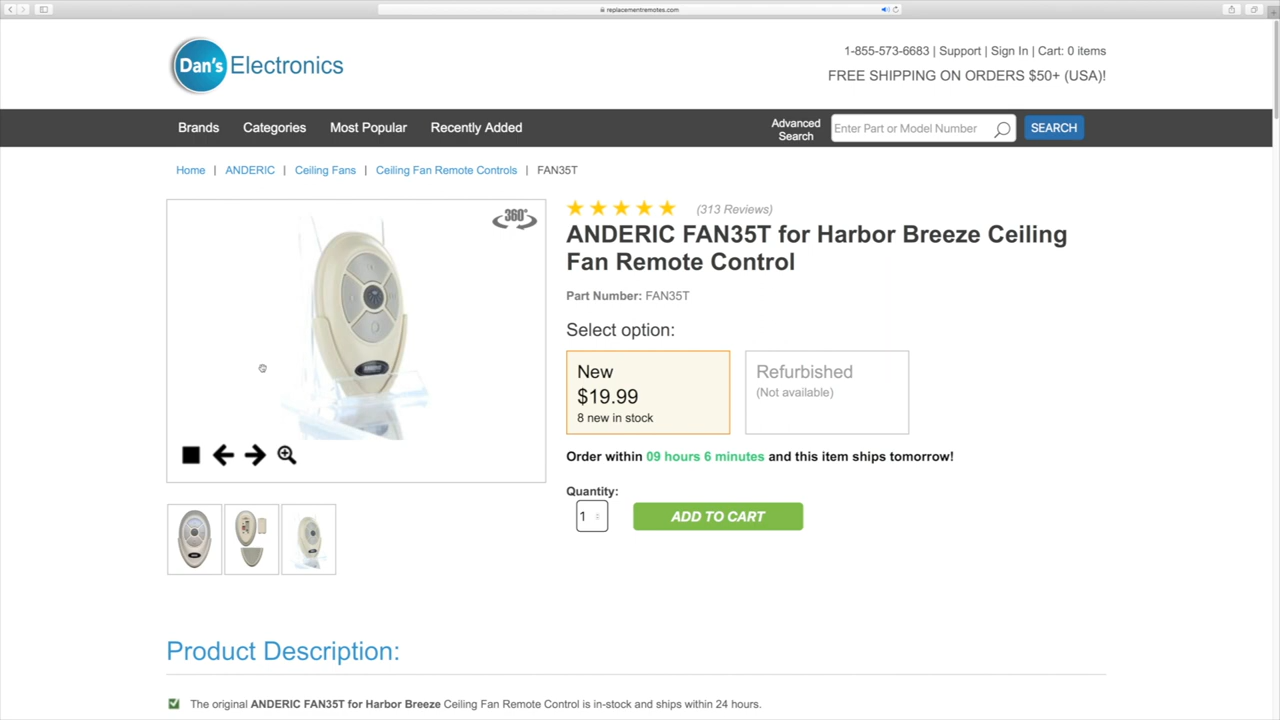 replacementremotes.com
Dan's Electronics
1-855-573-6683 | Support | Sign In | Cart: 0 items
FREE SHIPPING ON ORDERS $50+ (USA)!
Brands Categories Most Popular Recently Added
Advanced Search
Enter Part or Model Number
SEARCH
Home | ANDERIC | Ceiling Fans | Ceiling Fan Remote Controls | FAN35T
360°
(313 Reviews)
ANDERIC FAN35T for Harbor Breeze Ceiling
Fan Remote Control
Part Number: FAN35T
Select option:
New
$19.99
8 new in stock
Refurbished
(Not available)
Order within 09 hours 6 minutes and this item ships tomorrow!
Quantity:
1
ADD TO CART
Product Description:
The original ANDERIC FAN35T for Harbor Breeze Ceiling Fan Remote Control is in-stock and ships within 24 hours.